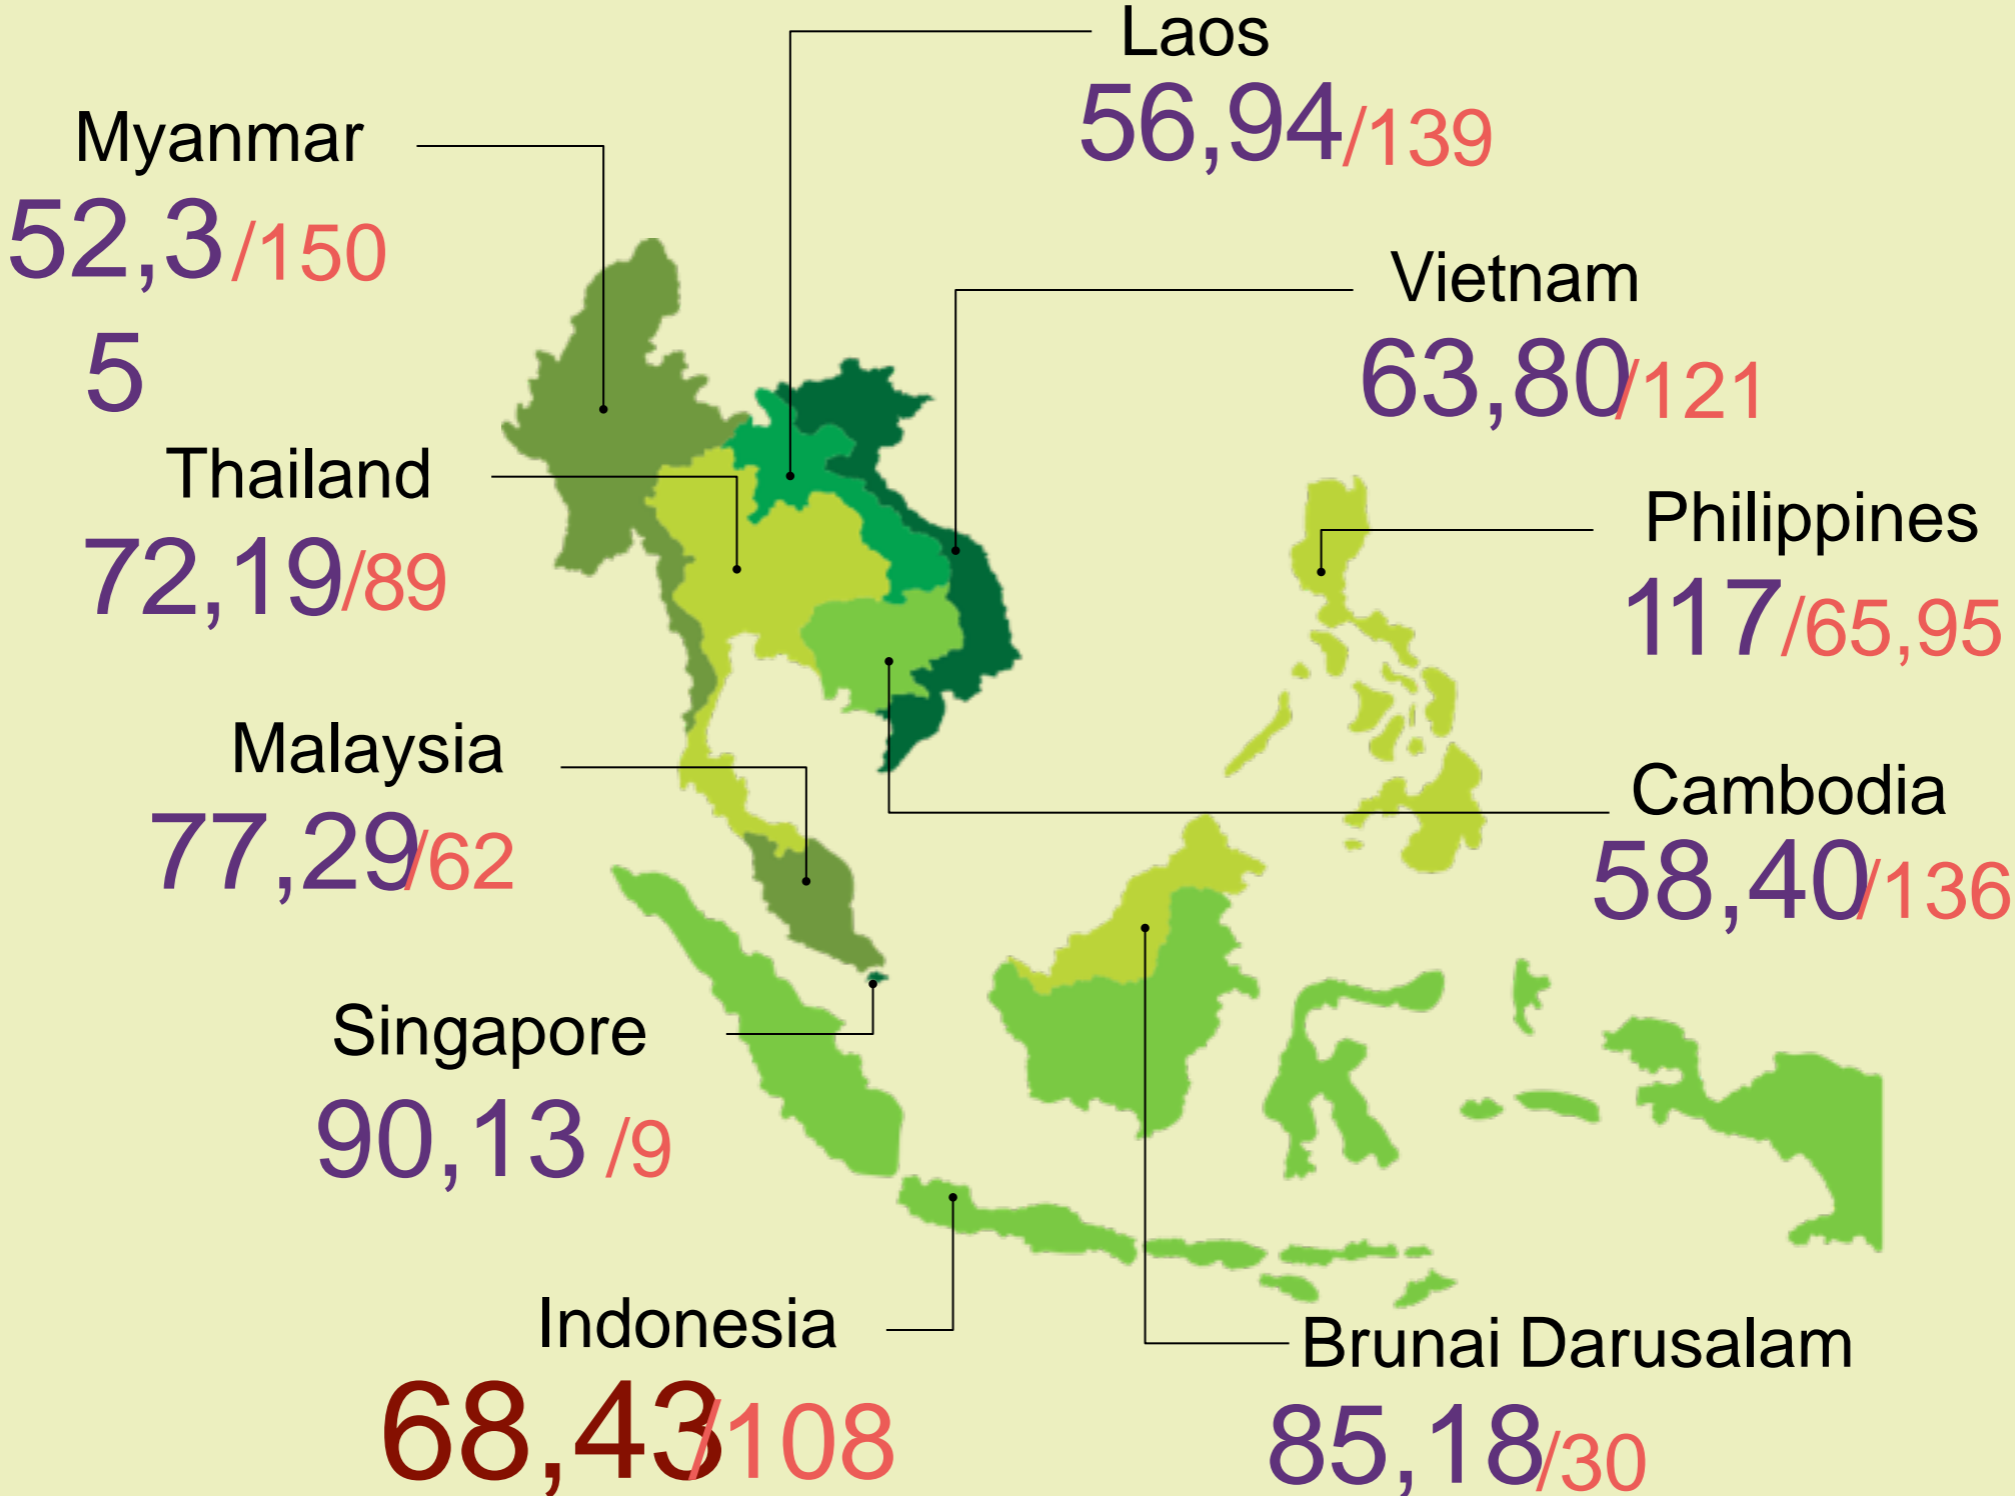 Laos
56,94/139
Myanmar
52,3/150
5
Vietnam
63,80/121
Thailand
72,19/89
Philippines
117/65,95
Malaysia
77,29/62
Cambodia
58,40/136
Singapore
90,13 /9
Indonesia
68,43/108
Brunai Darusalam
85,18/30